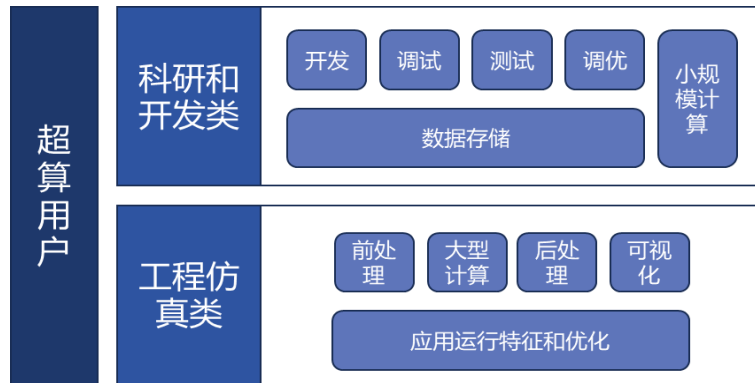 超算用户
科研和
开发类
开发
调试
测试
调优
小规
模计
算
数据存储
工程仿
真类
前处
理
大型
计算
后处
理
可视
化
应用运行特征和优化